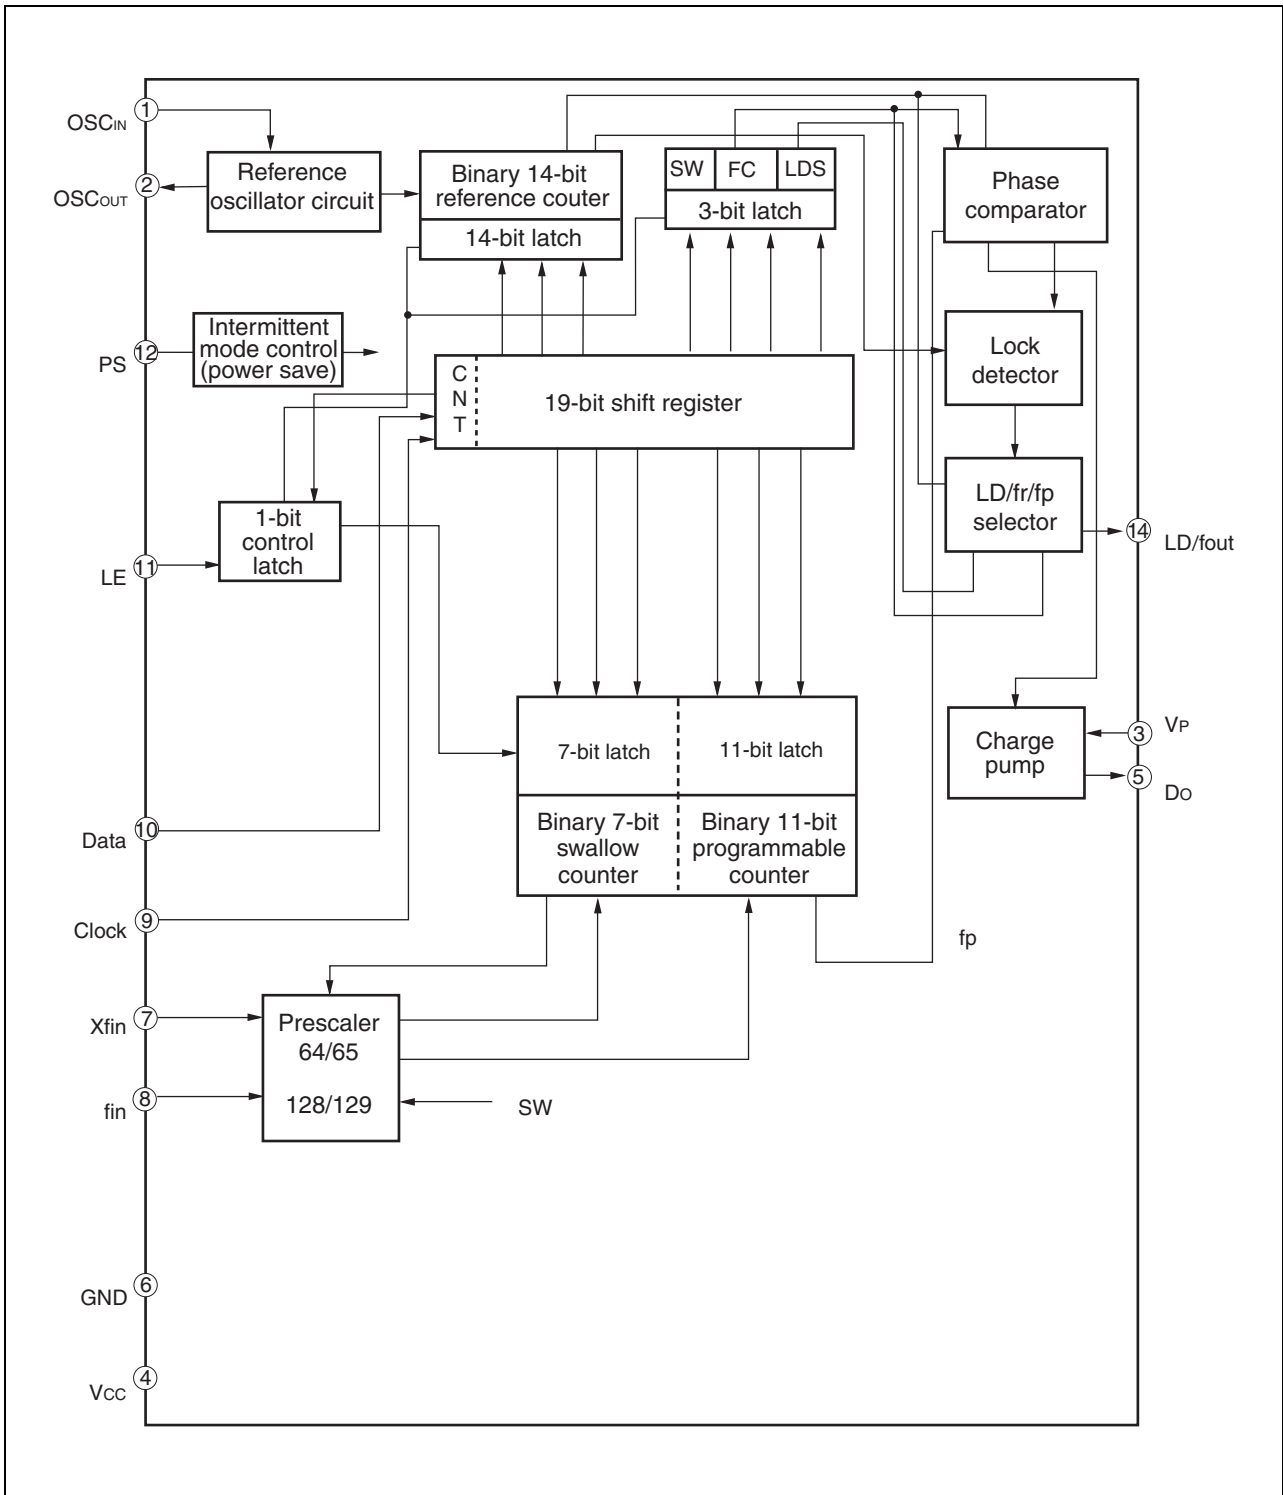 1
OSCIN
2
OSCOUT
Reference
oscillator circuit
Binary 14-bit
reference couter
14-bit latch
SW
FC
LDS
3-bit latch
Phase
comparator
12
PS
Intermittent
mode control
(power save)
C
N
T
19-bit shift register
Lock
detector
LD/fr/fp
selector
14
LD/fout
11
LE
1-bit
control
latch
7-bit latch
11-bit latch
Binary 7-bit
swallow
counter
Binary 11-bit
programmable
counter
Charge
pump
3
VP
5
DO
10
Data
9
Clock
fp
7
Xfin
8
fin
Prescaler
64/65
128/129
SW
6
GND
4
VCC